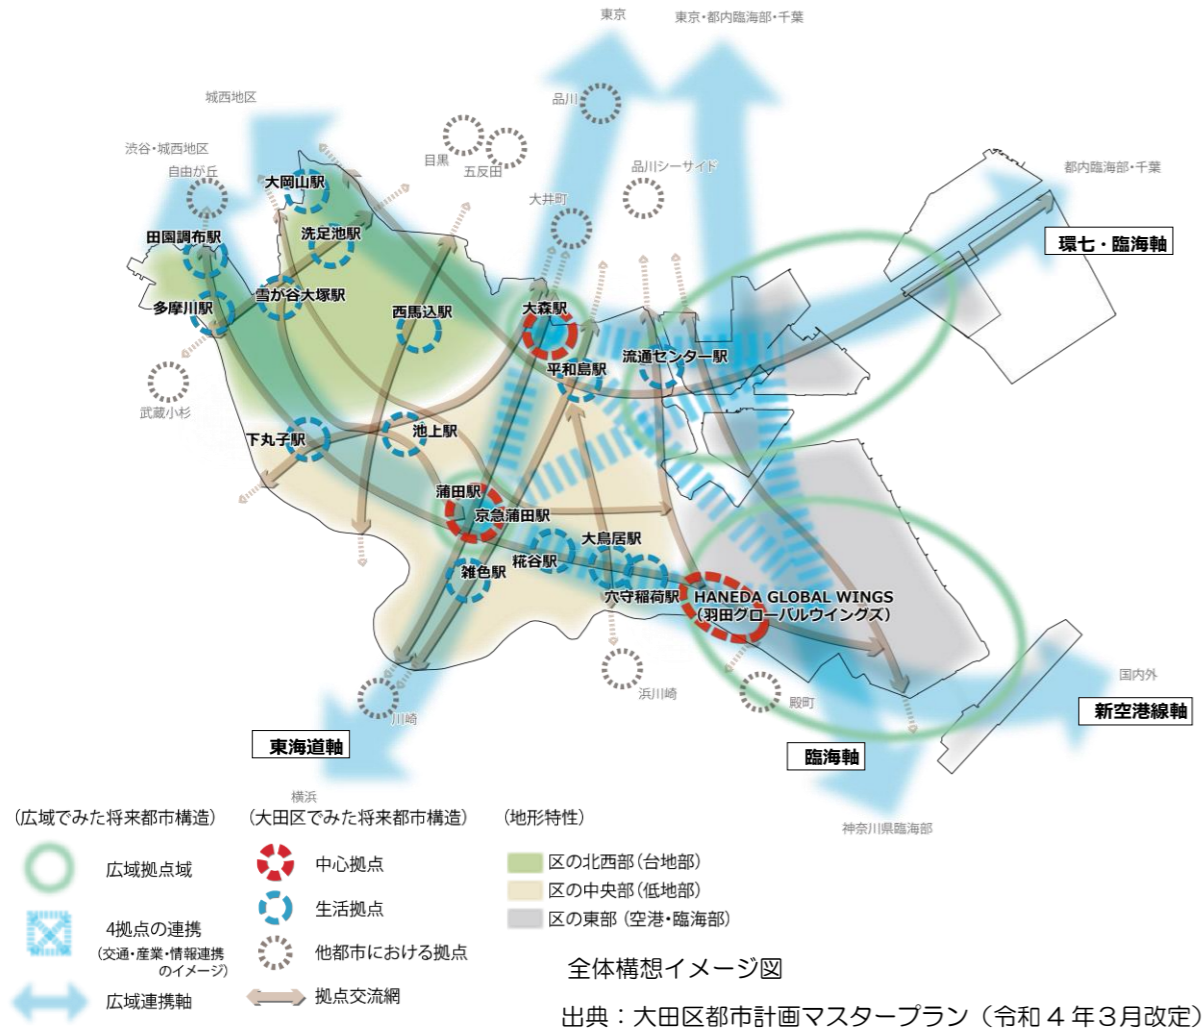 東京
東京・都内臨海部・千葉
城西地区
品川
渋谷・城西地区
自由が丘
目黒
五反田
品川シーサイド
都内臨海部・千葉
大岡山駅
大井町
田園調布駅
洗足池駅
環七・臨海軸
多摩川駅
雪が谷大塚駅
西馬込駅
大森駅
流通センター駅
平和島駅
武蔵小杉
下丸子駅
池上駅
蒲田駅
京急蒲田駅
大鳥居駅
糀谷駅
雑色駅
穴守稲荷駅
HANEDA GLOBAL WINGS
(羽田グローバルウイングズ)
川崎
浜川崎
殿町
国内外
新空港線軸
東海道軸
臨海軸
横浜
神奈川県臨海部
(広域でみた将来都市構造)
広域拠点域
4拠点の連携
(交通・産業・情報連携
のイメージ)
広域連携軸
(大田区でみた将来都市構造)
中心拠点
生活拠点
他都市における拠点
拠点交流網
(地形特性)
区の北西部(台地部)
区の中央部(低地部)
区の東部(空港・臨海部)
全体構想イメージ図
出典:大田区都市計画マスタープラン(令和4年3月改定)